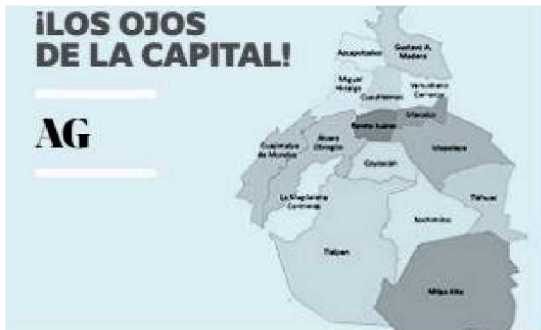 ¡LOS OJOS
DE LA CAPITAL!
AG
Azcapotzalco
Gustavo A.
Madero
Miguel
Hidalgo
Cuauhtémoc
Venustiano
Carranza
Iztacalco
Benito Juárez
Cuajimalpa
de Morelos
Álvaro
Obregón
Iztapalapa
Coyoacán
La Magdalena
Contreras
Tláhuac
Xochimilco
Tlalpan
Milpa Alta